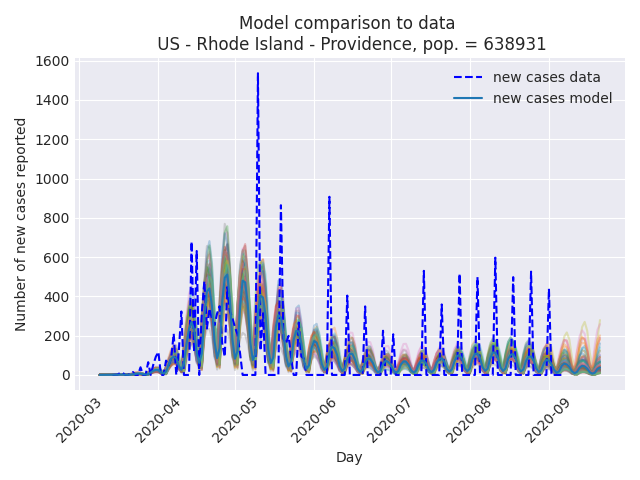 Model comparison to data
US - Rhode Island - Providence, pop. = 638931
new cases data
new cases model
Number of new cases reported
1600
1400
1200
1000
800
600
400
200
0
2020-03
2020-04
2020-05
2020-06
2020-07
2020-08
2020-09
Day